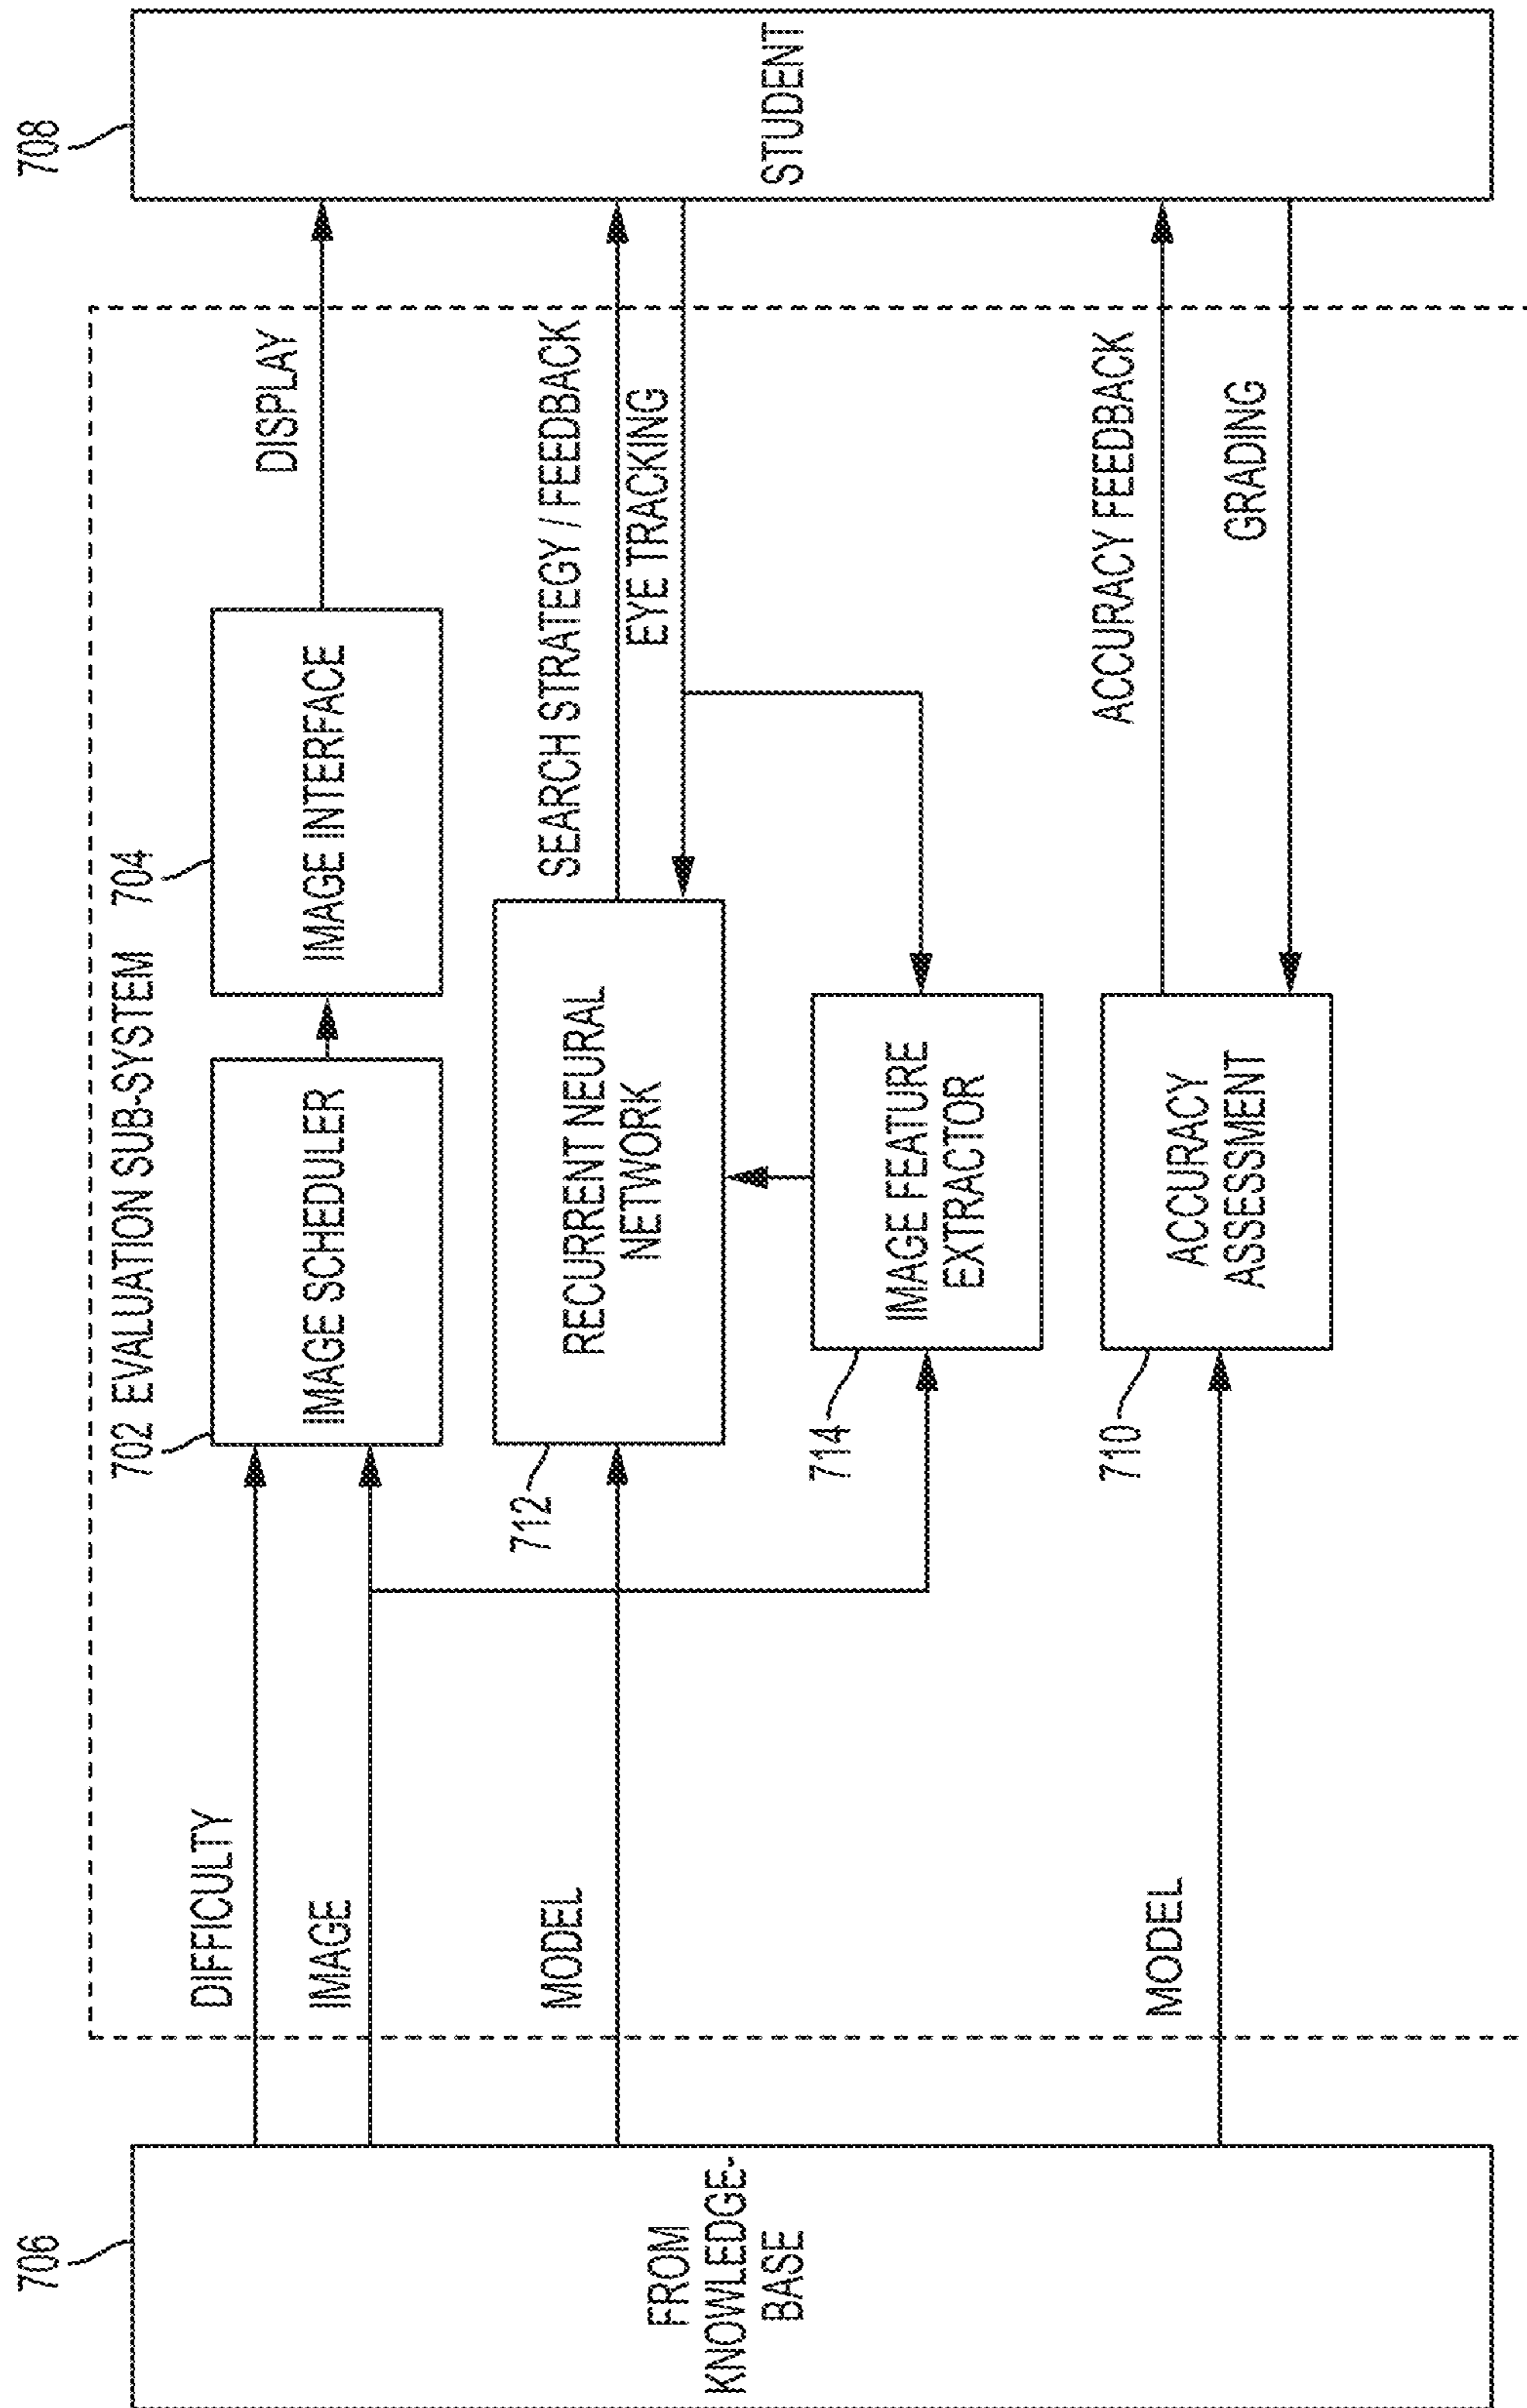 706
FROM
KNOWLEDGE-
BASE
DIFFICULTY
IMAGE
MODEL
MODEL
702 EVALUATION SUB-SYSTEM 704
IMAGE SCHEDULER
IMAGE INTERFACE
DISPLAY
712
RECURRENT NEURAL
NETWORK
SEARCH STRATEGY / FEEDBACK
EYE TRACKING
714
IMAGE FEATURE
EXTRACTOR
710
ACCURACY
ASSESSMENT
ACCURACY FEEDBACK
GRADING
708
STUDENT